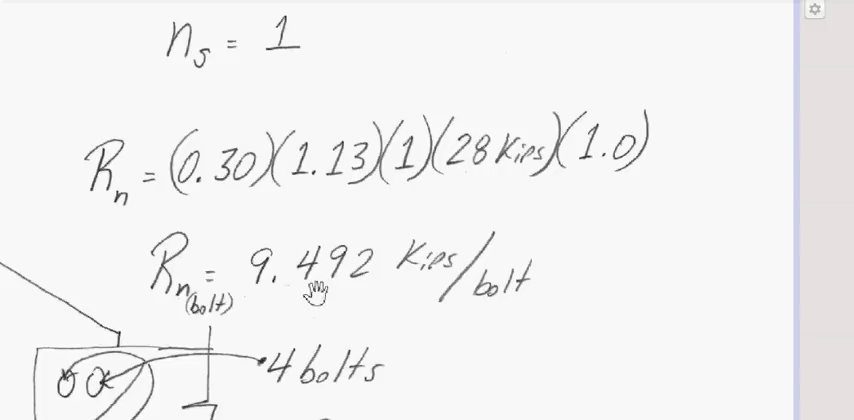 n_s = 1
R_n = (0.30)(1.13)(1)(28 Kips)(1.0)
R_n(bolt) = 9.492 Kips/bolt
4 bolts